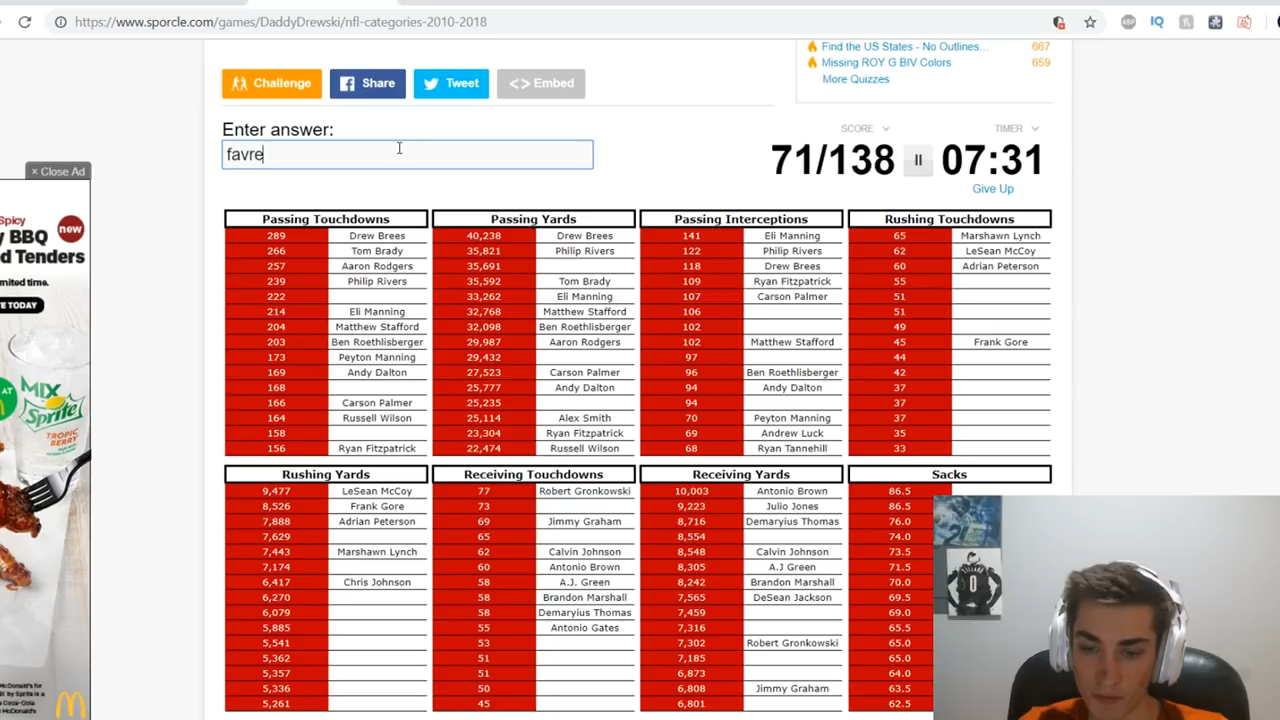 https://www.sporcle.com/games/DaddyDrewski/nfl-categories-2010-2018
ABP
IQ
Find the US States - No Outlines... 667
Missing ROY G BIV Colors 659
More Quizzes
Challenge Share Tweet <> Embed
Enter answer:
favre
SCORE TIMER
71/138 07:31
Give Up
× Close Ad
Spicy
new
BBQ
d Tenders
imited time.
E TODAY
MIX
Sprite
TROPIC
BERRY
Passing Touchdowns
289 Drew Brees
266 Tom Brady
257 Aaron Rodgers
239 Philip Rivers
222
214 Eli Manning
204 Matthew Stafford
203 Ben Roethlisberger
173 Peyton Manning
169 Andy Dalton
168
166 Carson Palmer
164 Russell Wilson
158
156 Ryan Fitzpatrick
Passing Yards
40,238 Drew Brees
35,821 Philip Rivers
35,691
35,592 Tom Brady
33,262 Eli Manning
32,768 Matthew Stafford
32,098 Ben Roethlisberger
29,987 Aaron Rodgers
29,432
27,523 Carson Palmer
25,777 Andy Dalton
25,235
25,114 Alex Smith
23,304 Ryan Fitzpatrick
22,474 Russell Wilson
Passing Interceptions
141 Eli Manning
122 Philip Rivers
118 Drew Brees
109 Ryan Fitzpatrick
107 Carson Palmer
106
102
102 Matthew Stafford
97
96 Ben Roethlisberger
94 Andy Dalton
94
70 Peyton Manning
69 Andrew Luck
68 Ryan Tannehill
Rushing Touchdowns
65 Marshawn Lynch
62 LeSean McCoy
60 Adrian Peterson
55
51
51
49
45 Frank Gore
44
42
37
37
37
35
33
Rushing Yards
9,477 LeSean McCoy
8,526 Frank Gore
7,888 Adrian Peterson
7,629
7,443 Marshawn Lynch
7,174
6,417 Chris Johnson
6,270
6,079
5,885
5,541
5,362
5,357
5,336
5,261
Receiving Touchdowns
77 Robert Gronkowski
73
69 Jimmy Graham
65
62 Calvin Johnson
60 Antonio Brown
58 A.J. Green
58 Brandon Marshall
58 Demaryius Thomas
55 Antonio Gates
53
51
51
50
45
Receiving Yards
10,003 Antonio Brown
9,223 Julio Jones
8,716 Demaryius Thomas
8,554
8,548 Calvin Johnson
8,305 A.J Green
8,242 Brandon Marshall
7,565 DeSean Jackson
7,459
7,316
7,302 Robert Gronkowski
7,185
6,873
6,808 Jimmy Graham
6,801
Sacks
86.5
86.5
76.0
74.0
73.5
71.5
70.0
69.5
69.0
65.5
65.0
65.0
64.0
63.5
62.5
0